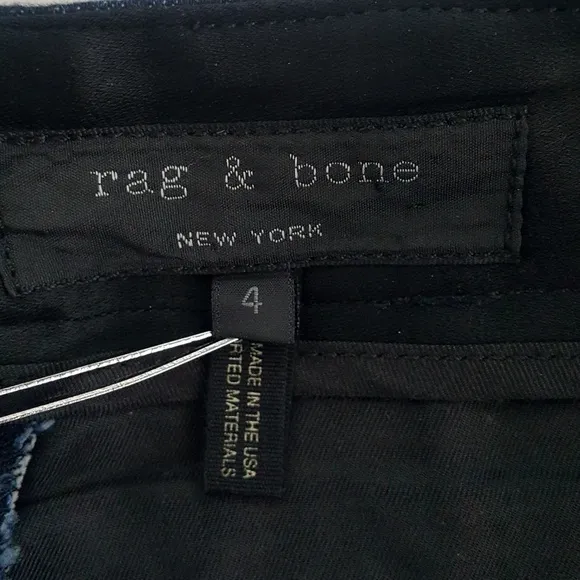 rag & bone
NEW YORK
4
MADE IN THE USA
RTED MATERIALS